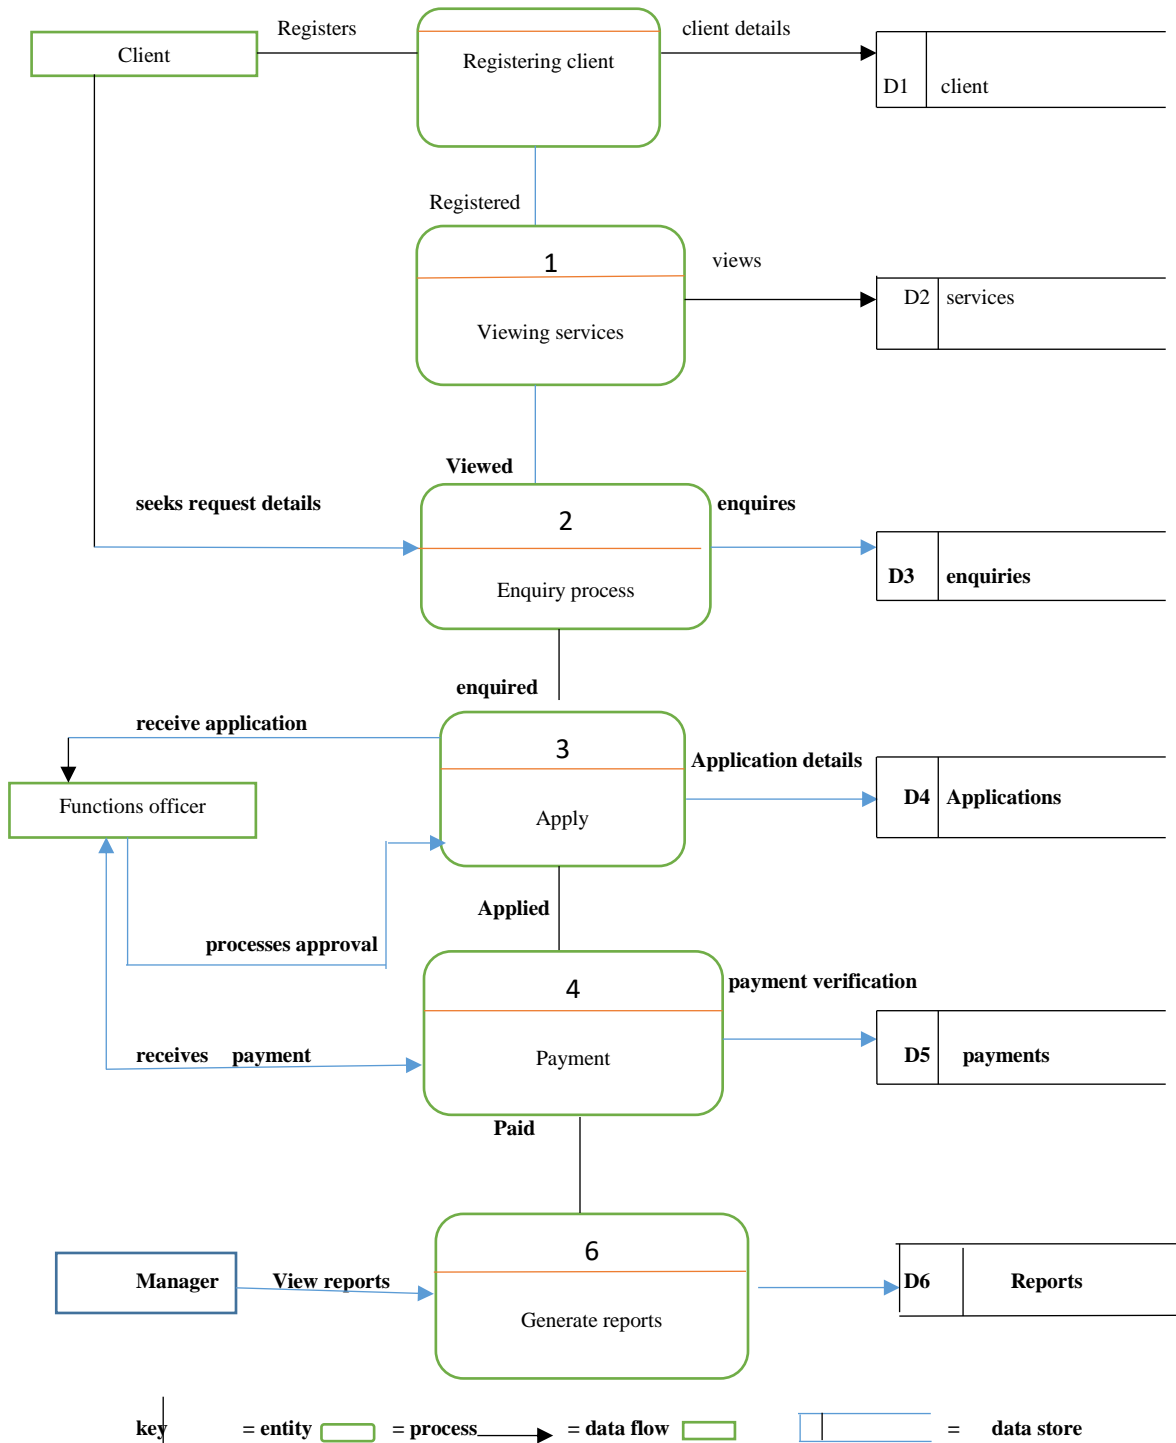 Registers
client details
Client
Registering client
D1 client
Registered
1
views
D2 services
Viewing services
Viewed
seeks request details
enquires
2
D3 enquiries
Enquiry process
enquired
receive application
3
Application details
Functions officer
D4 Applications
Apply
Applied
processes approval
4
payment verification
receives payment
Payment
D5 payments
Paid
6
Manager
View reports
D6 Reports
Generate reports
key = entity = process = data flow = data store